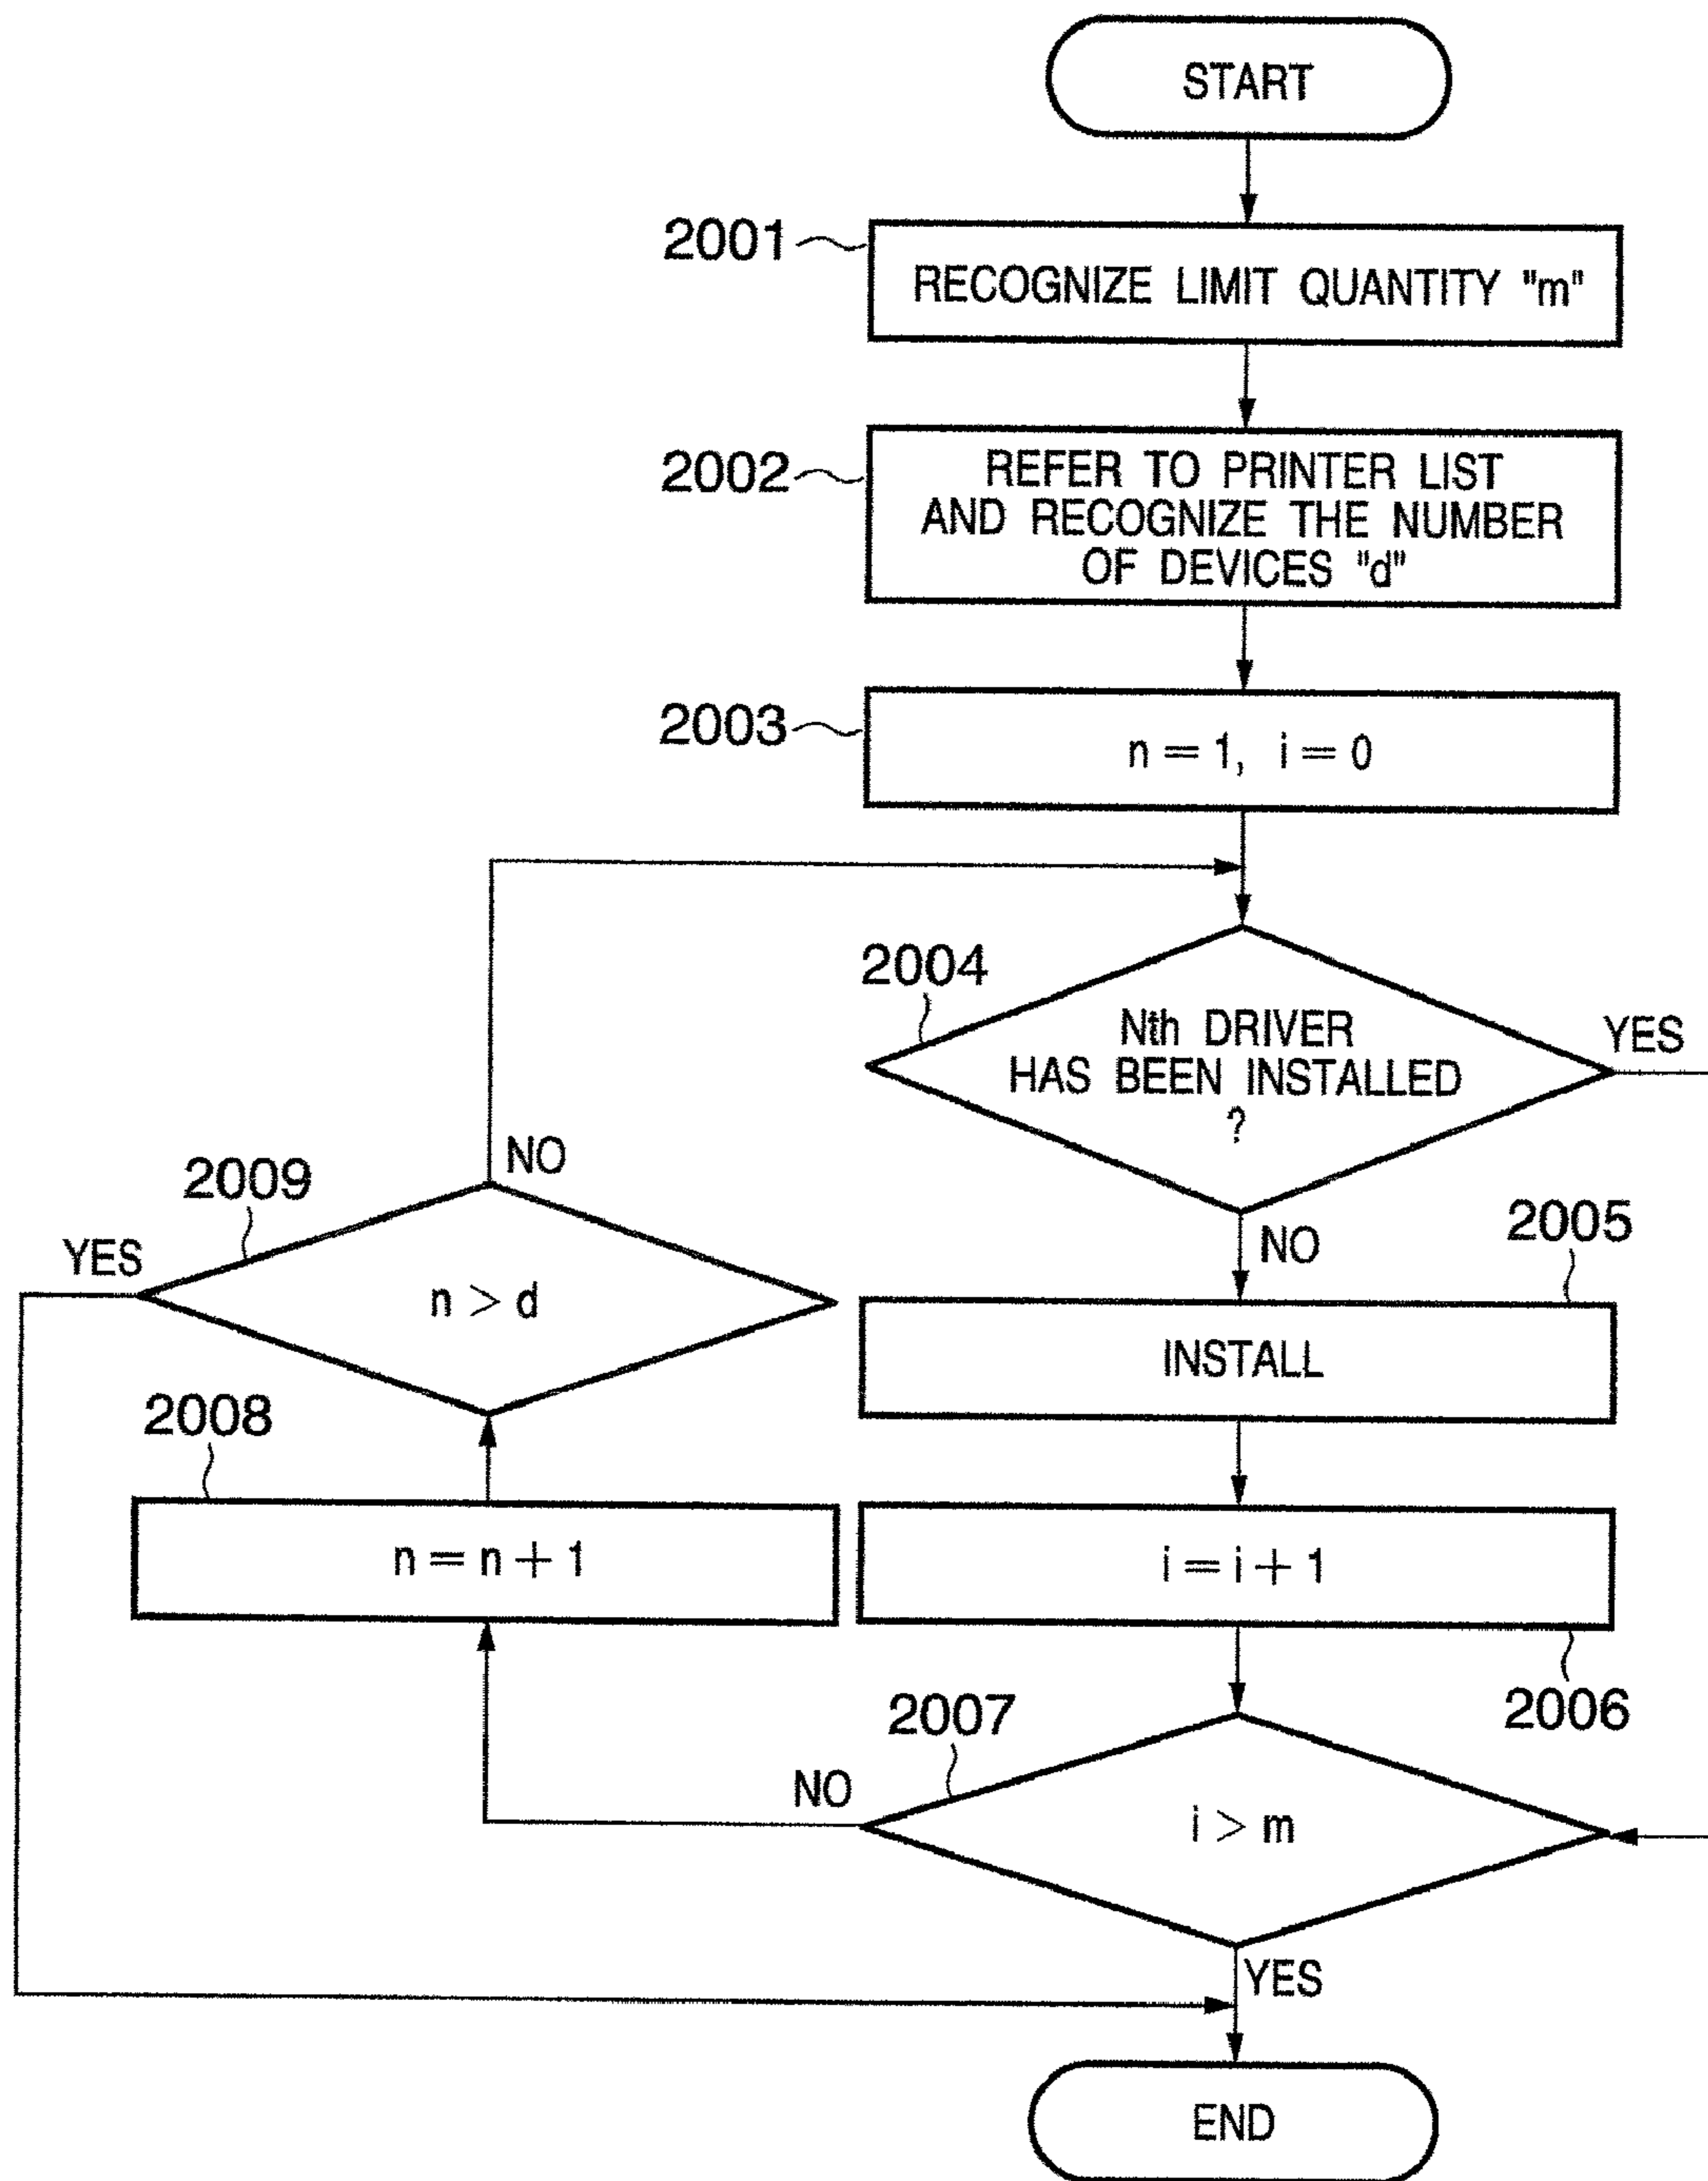 START
2001
RECOGNIZE LIMIT QUANTITY "m"
2002
REFER TO PRINTER LIST
AND RECOGNIZE THE NUMBER
OF DEVICES "d"
2003
n = 1, i = 0
2004
Nth DRIVER
HAS BEEN INSTALLED
?
YES
NO
2005
INSTALL
2006
i = i + 1
2007
i > m
NO
YES
2008
n = n + 1
2009
n > d
NO
YES
END